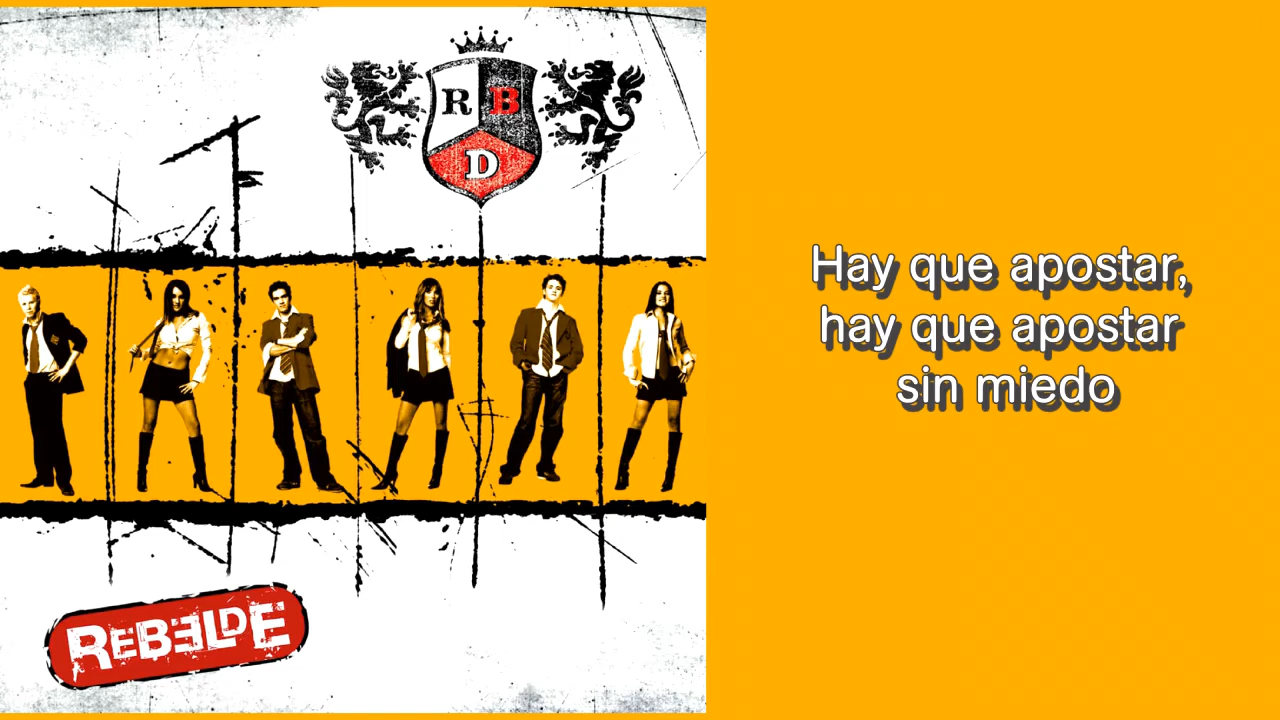 R B
D
REBELDE
Hay que apostar,
hay que apostar
sin miedo